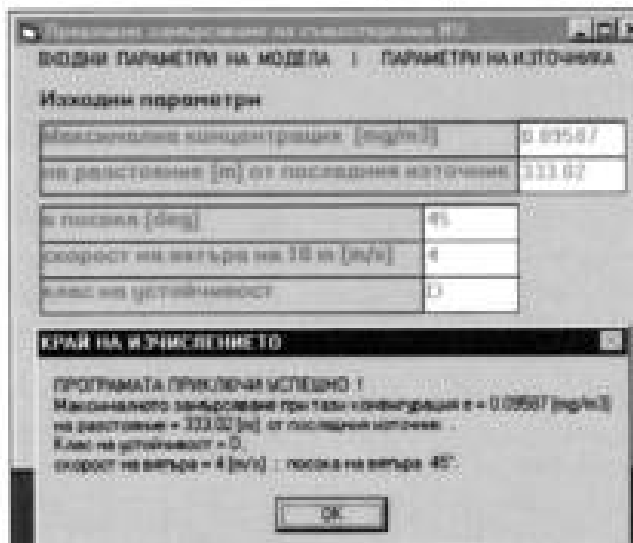 ВХОДНИ ПАРАМЕТРИ НА МОДЕЛА | ПАРАМЕТРИ НА ИЗТОЧНИКА
Изходни параметри
Максимална концентрация [mg/m3] 0.09587
на разстояние [m] от последния източник 333.02
в посока [deg] 45
скорост на вятъра на 10 m [m/s] 4
клас на устойчивост D
КРАЙ НА ИЗЧИСЛЕНИЕТО
ПРОГРАМАТА ПРИКЛЮЧИ УСПЕШНО !
Максималното замърсяване при тази конфигурация е = 0.09587 [mg/m3]
на разстояние = 333.02 [m] от последния източник .
Клас на устойчивост = D,
скорост на вятъра = 4 [m/s] ; посока на вятъра 45°.
OK